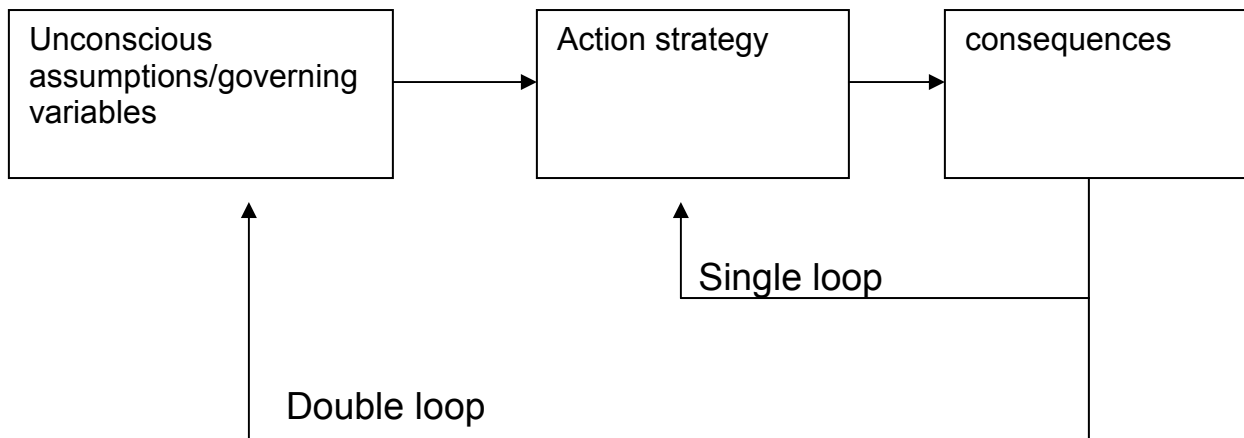 Unconscious
assumptions/governing
variables
Action strategy
consequences
Single loop
Double loop